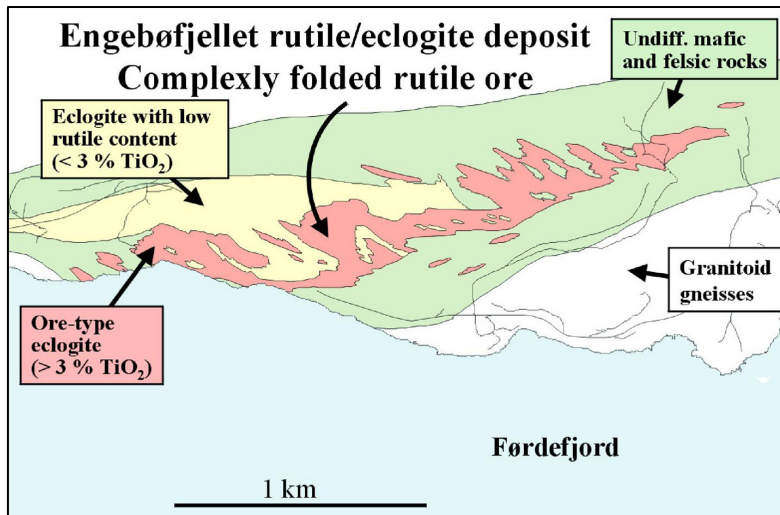 Engebøfjellet rutile/eclogite deposit
Complexly folded rutile ore
Undiff. mafic
and felsic rocks
Eclogite with low
rutile content
(< 3 % TiO₂)
Granitoid
gneisses
Ore-type
eclogite
(> 3 % TiO₂)
Førdefjord
1 km